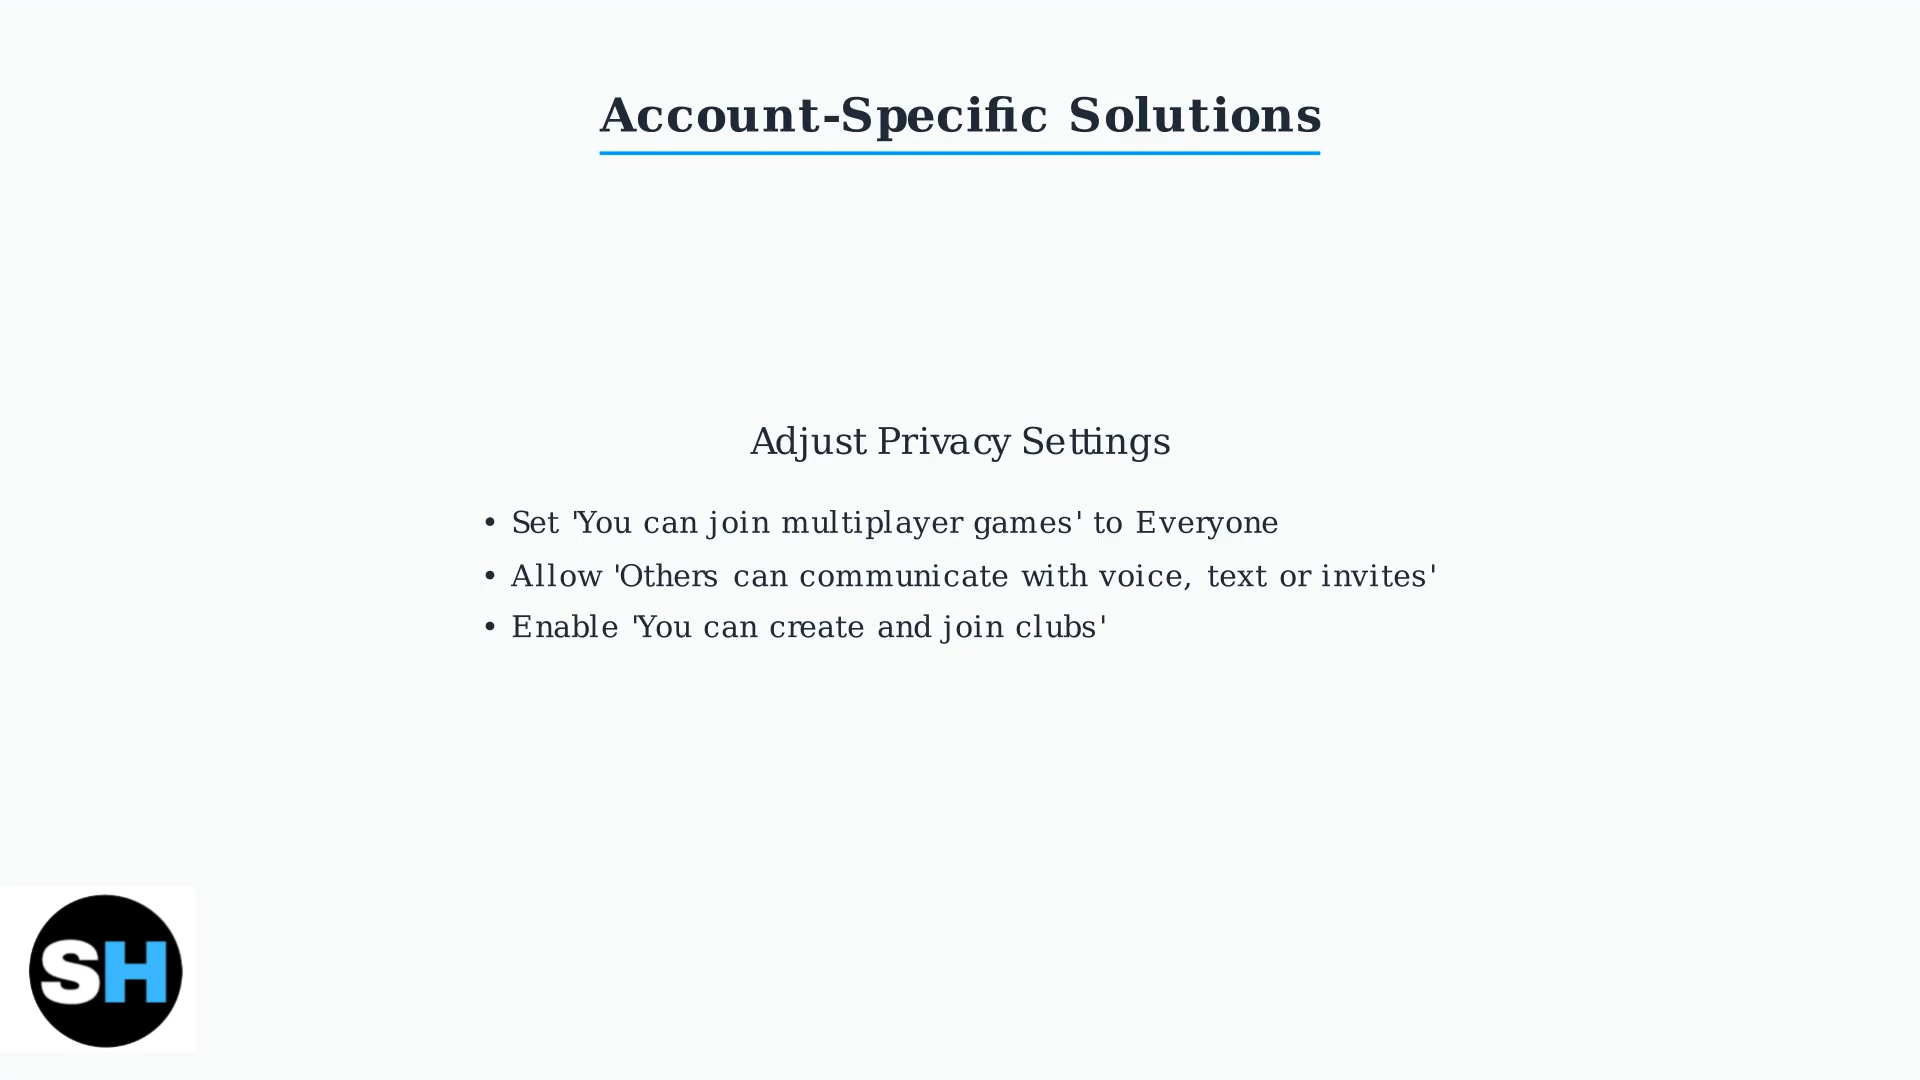 Account-Specific Solutions
Adjust Privacy Settings
• Set 'You can join multiplayer games' to Everyone
• Allow 'Others can communicate with voice, text or invites'
• Enable 'You can create and join clubs'
SH